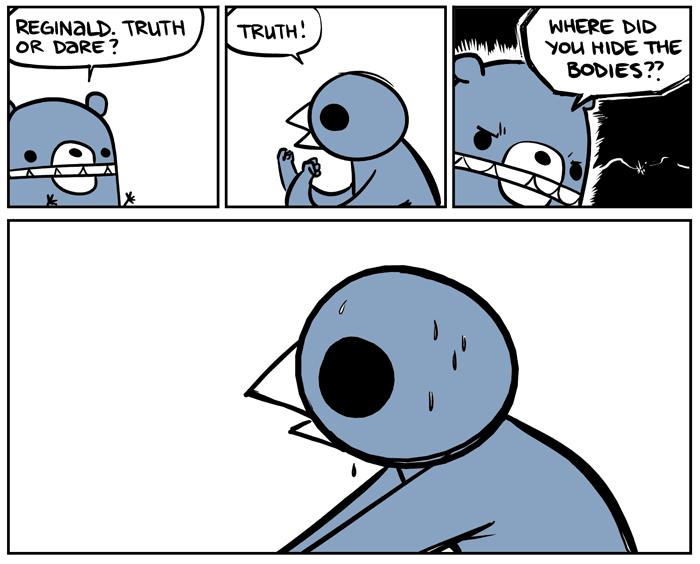 REGINALD. TRUTH
OR DARE?
TRUTH!
WHERE DID
YOU HIDE THE
BODIES??